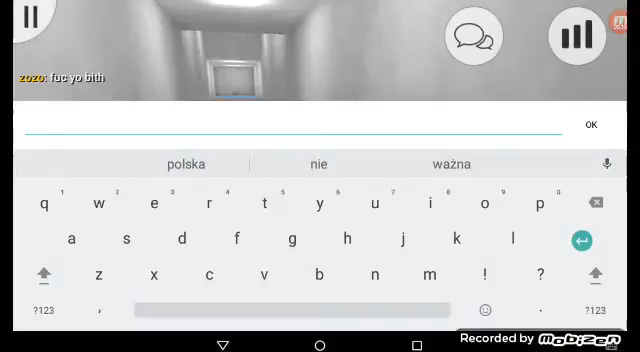 zozo: fuc yo bith
OK
polska nie ważna
1 2 3 4 5 6 7 8 9 0
q w e r t y u i o p
a s d f g h j k l
z x c v b n m ! ?
?123 , . ?123
Recorded by Mobizen